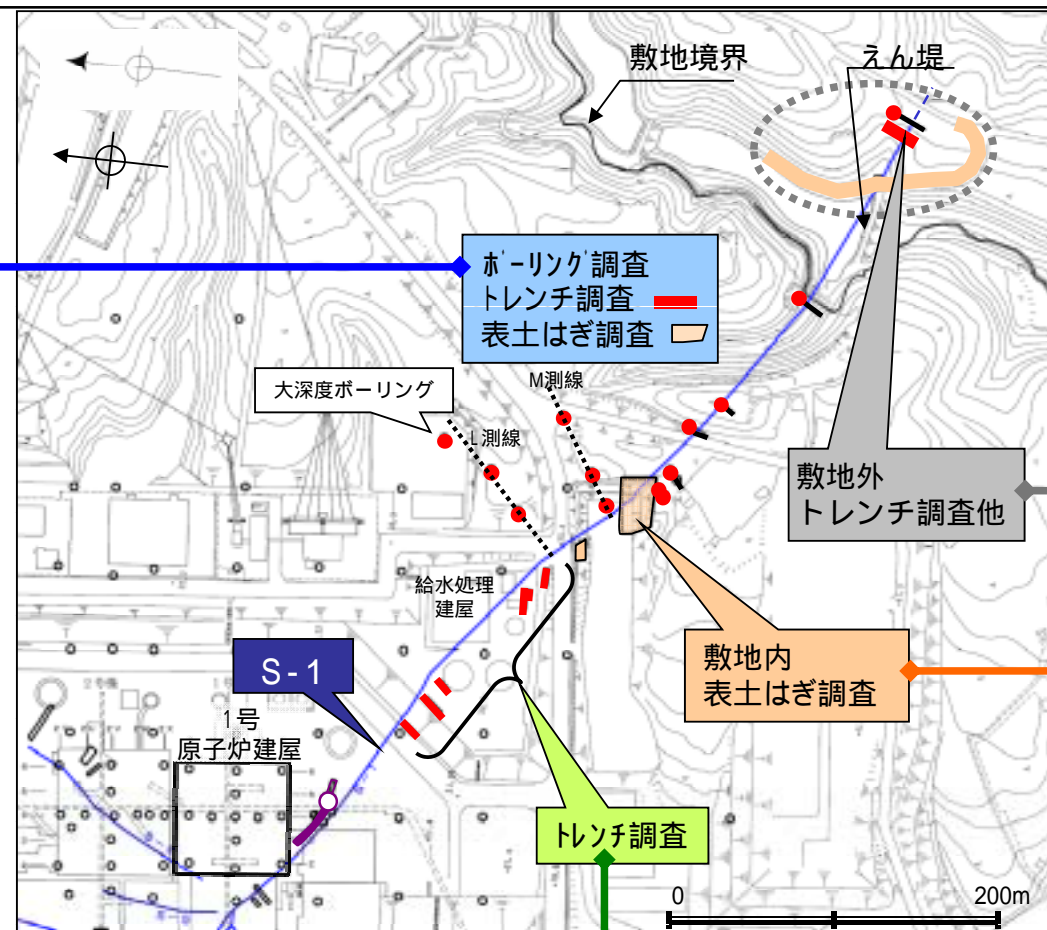 敷地境界
えん堤
ﾎﾞｰﾘﾝｸﾞ調査
ﾄﾚﾝﾁ調査
表土はぎ調査
大深度ボーリング
M測線
L測線
敷地外
トレンチ調査他
給水処理
建屋
敷地内
表土はぎ調査
S-1
1号
原子炉建屋
ﾄﾚﾝﾁ調査
0
200m